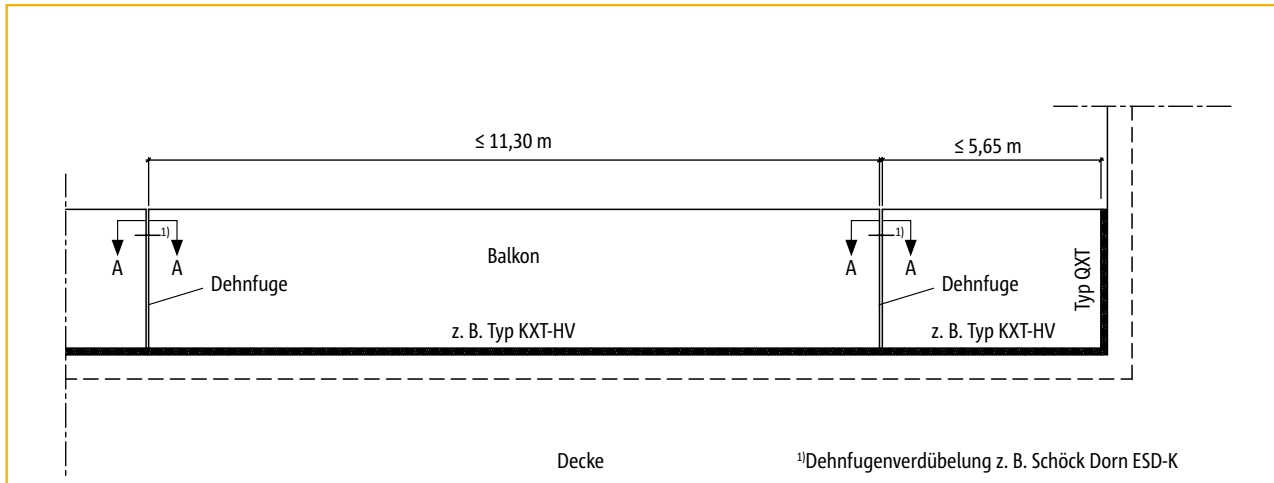 ≤ 11,30 m
≤ 5,65 m
1)
1)
A
A
Balkon
A
A
Dehnfuge
Dehnfuge
Typ QXT
z. B. Typ KXT-HV
z. B. Typ KXT-HV
Decke
1)Dehnfugenverdübelung z. B. Schöck Dorn ESD-K